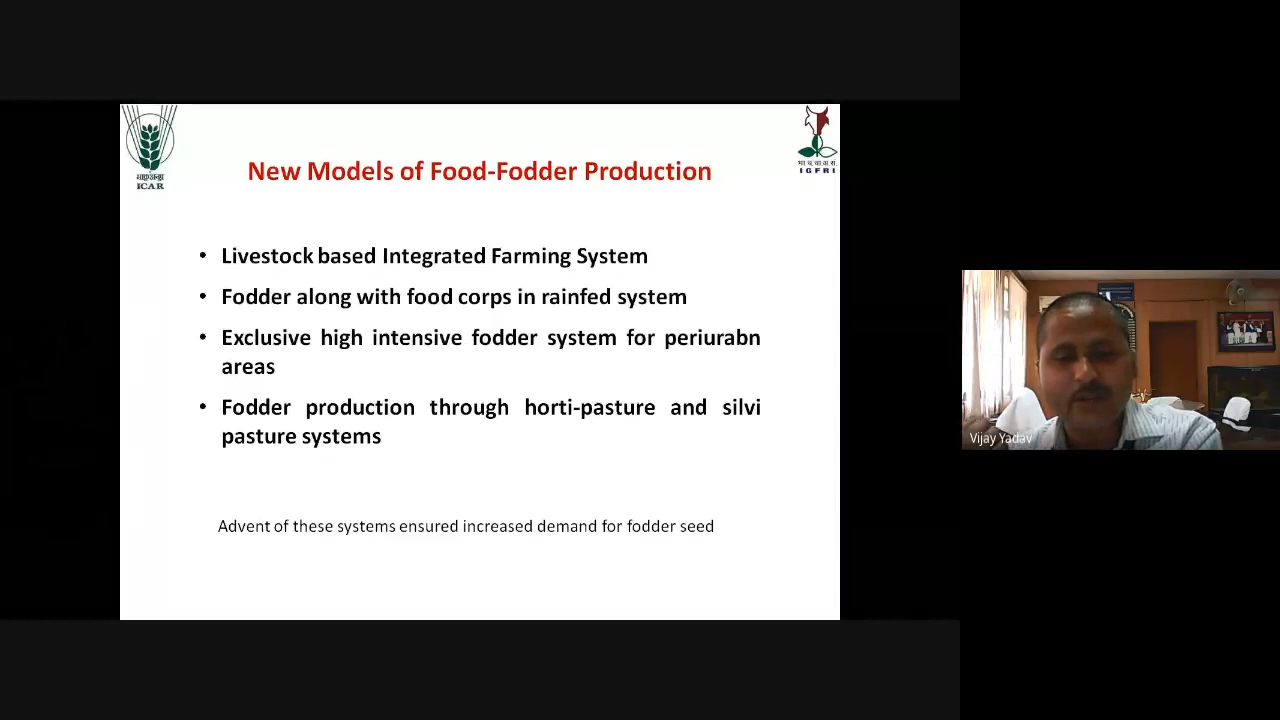 ICAR
भा.च.चा.अ.सं.
IGFRI
New Models of Food-Fodder Production
• Livestock based Integrated Farming System
• Fodder along with food corps in rainfed system
• Exclusive high intensive fodder system for periurabn
areas
• Fodder production through horti-pasture and silvi
pasture systems
Advent of these systems ensured increased demand for fodder seed
Vijay Yadav